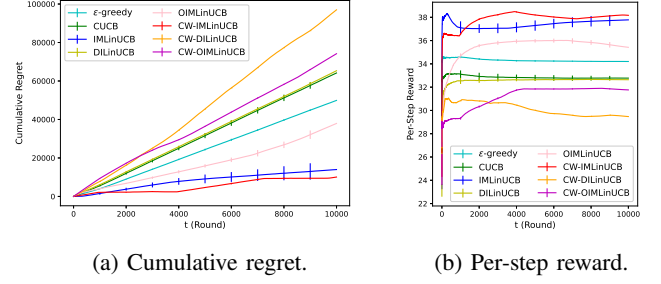 ε-greedy
CUCB
IMLinUCB
DILinUCB
OIMLinUCB
CW-IMLinUCB
CW-DILinUCB
CW-OIMLinUCB
Cumulative Regret
100000
80000
60000
40000
20000
0
0 2000 4000 6000 8000 10000
t (Round)
(a) Cumulative regret.
Per-Step Reward
38
36
34
32
30
28
26
24
22
ε-greedy
CUCB
IMLinUCB
DILinUCB
OIMLinUCB
CW-IMLinUCB
CW-DILinUCB
CW-OIMLinUCB
0 2000 4000 6000 8000 10000
t (Round)
(b) Per-step reward.